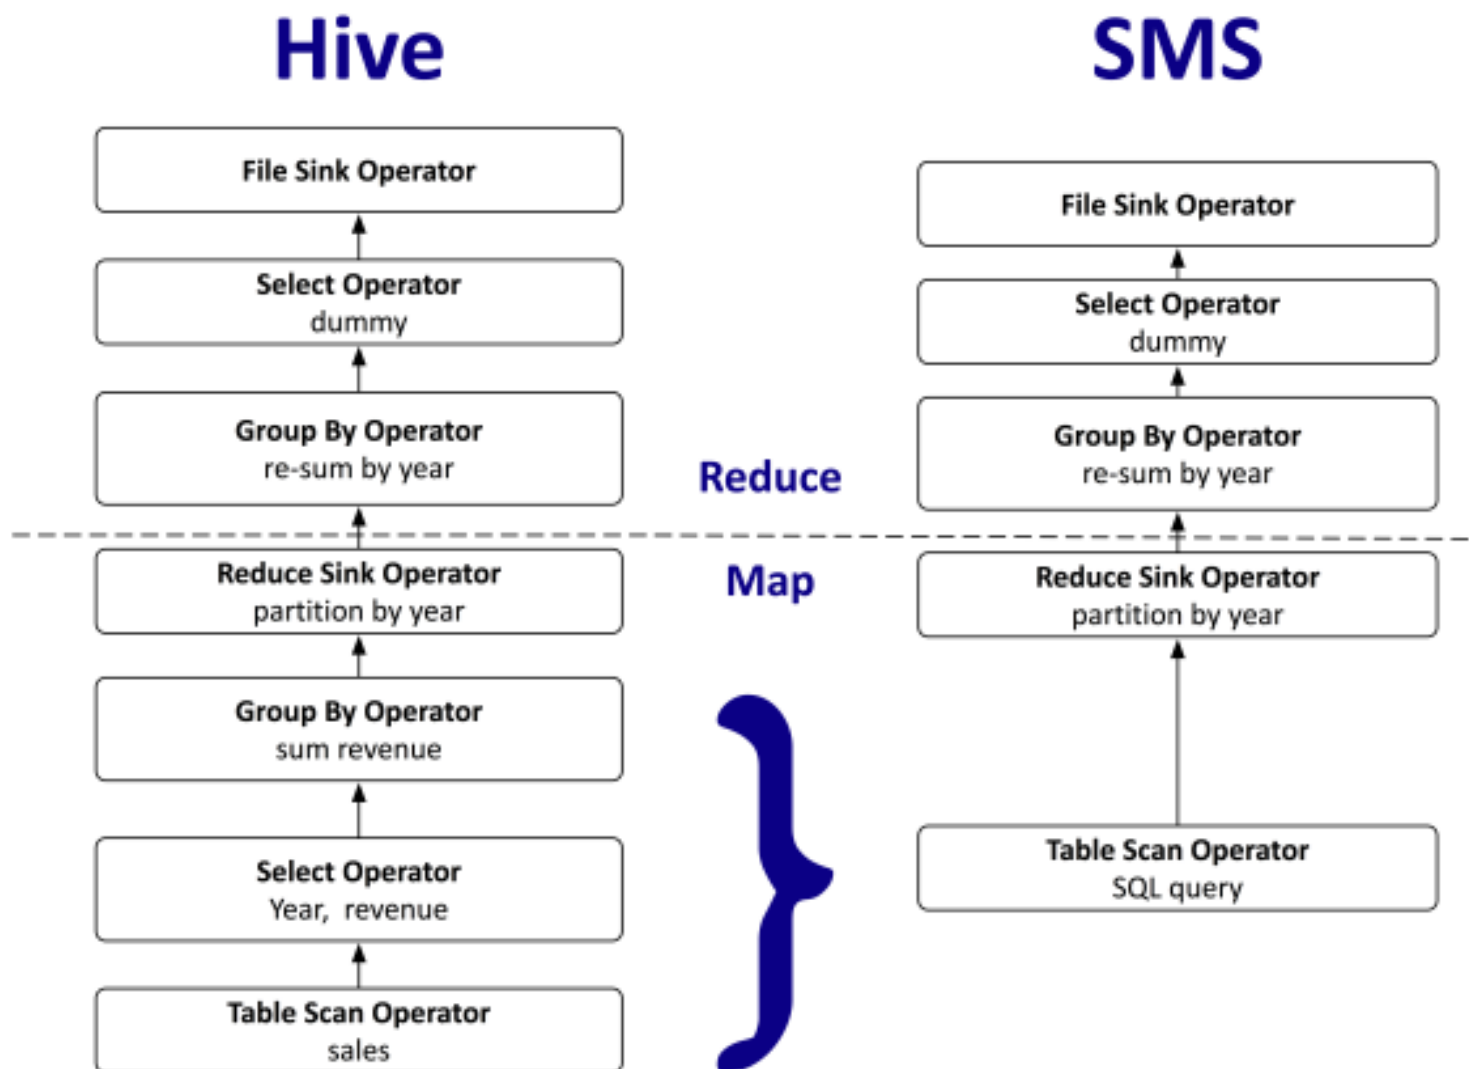 Hive
File Sink Operator
Select Operator
dummy
Group By Operator
re-sum by year
Reduce Sink Operator
partition by year
Group By Operator
sum revenue
Select Operator
Year, revenue
Table Scan Operator
sales
Reduce
Map
SMS
File Sink Operator
Select Operator
dummy
Group By Operator
re-sum by year
Reduce Sink Operator
partition by year
Table Scan Operator
SQL query